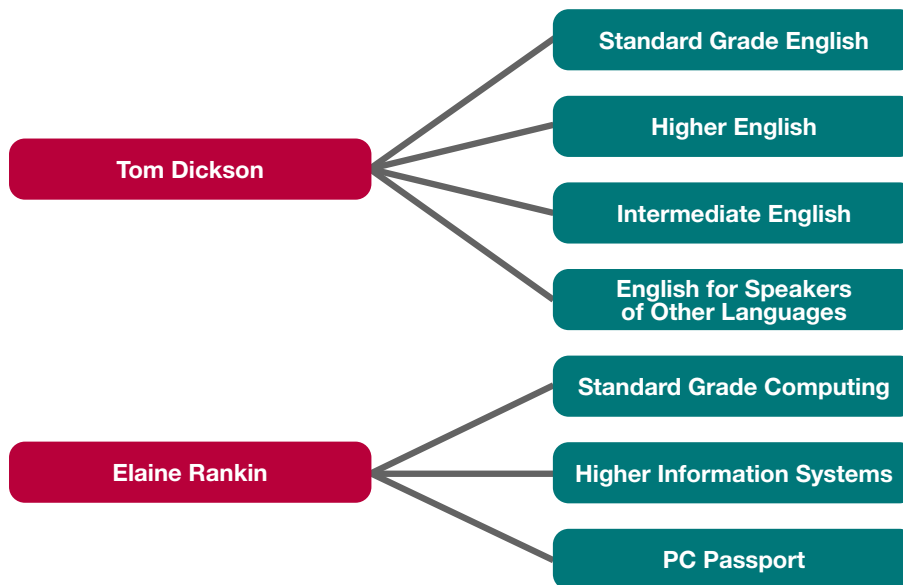 Tom Dickson
Standard Grade English
Higher English
Intermediate English
English for Speakers
of Other Languages
Elaine Rankin
Standard Grade Computing
Higher Information Systems
PC Passport